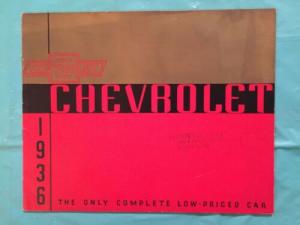 CHEVROLET
1936
THE ONLY COMPLETE LOW-PRICED CAR